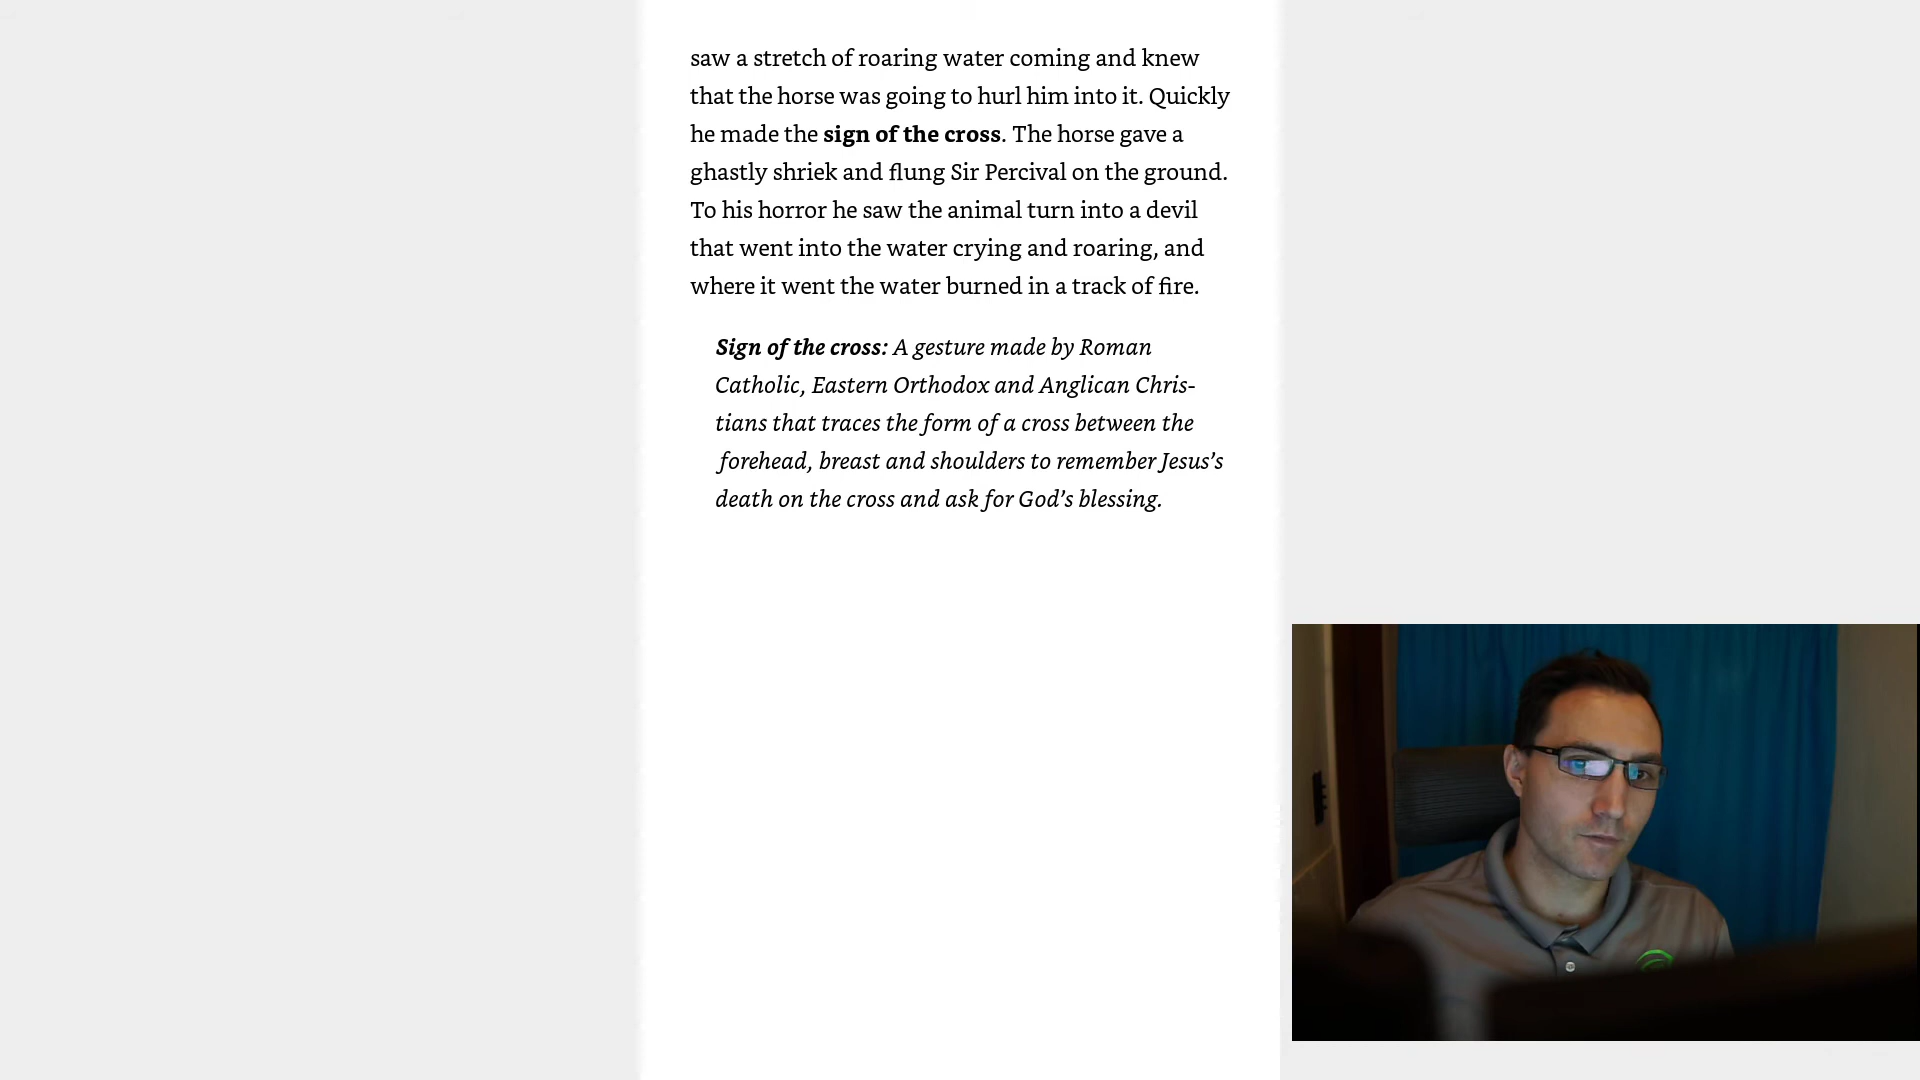 saw a stretch of roaring water coming and knew
that the horse was going to hurl him into it. Quickly
he made the sign of the cross. The horse gave a
ghastly shriek and flung Sir Percival on the ground.
To his horror he saw the animal turn into a devil
that went into the water crying and roaring, and
where it went the water burned in a track of fire.
Sign of the cross: A gesture made by Roman
Catholic, Eastern Orthodox and Anglican Chris-
tians that traces the form of a cross between the
forehead, breast and shoulders to remember Jesus’s
death on the cross and ask for God’s blessing.